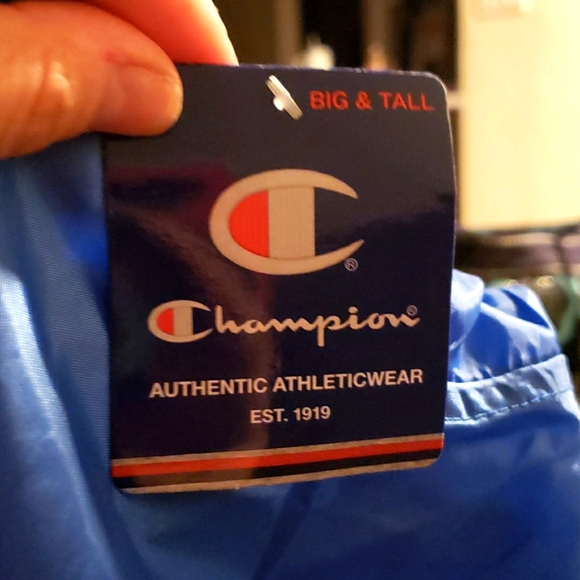 BIG & TALL
®
Champion®
AUTHENTIC ATHLETICWEAR
EST. 1919